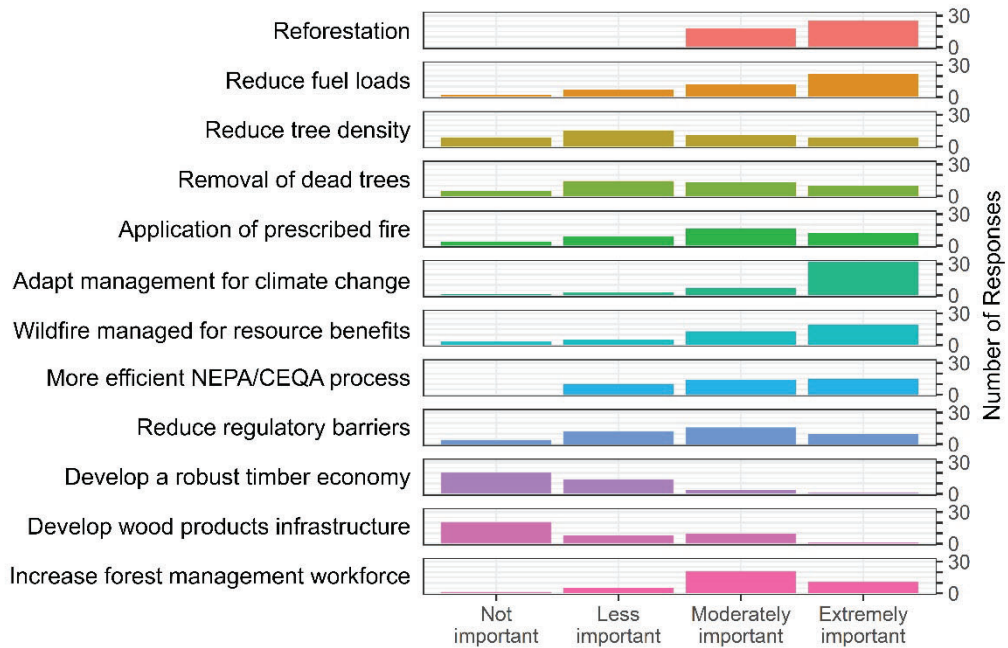 Reforestation
30
0
Reduce fuel loads
30
0
Reduce tree density
30
0
Removal of dead trees
30
0
Application of prescribed fire
30
0
Adapt management for climate change
30
0
Wildfire managed for resource benefits
30
0
More efficient NEPA/CEQA process
30
0
Reduce regulatory barriers
30
0
Develop a robust timber economy
30
0
Develop wood products infrastructure
30
0
Increase forest management workforce
30
0
Number of Responses
Not
important
Less
important
Moderately
important
Extremely
important